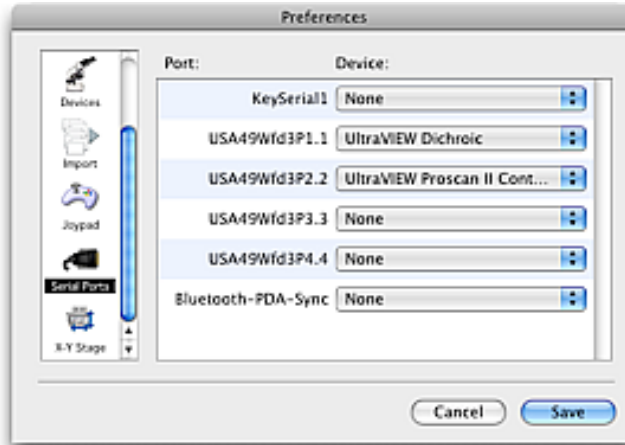 Preferences
Port:
Device:
Devices
Import
Joypad
Serial Ports
X-Y Stage
KeySerial1 None
USA49Wfd3P1.1 UltraVIEW Dichroic
USA49Wfd3P2.2 UltraVIEW Proscan II Cont...
USA49Wfd3P3.3 None
USA49Wfd3P4.4 None
Bluetooth-PDA-Sync None
Cancel
Save